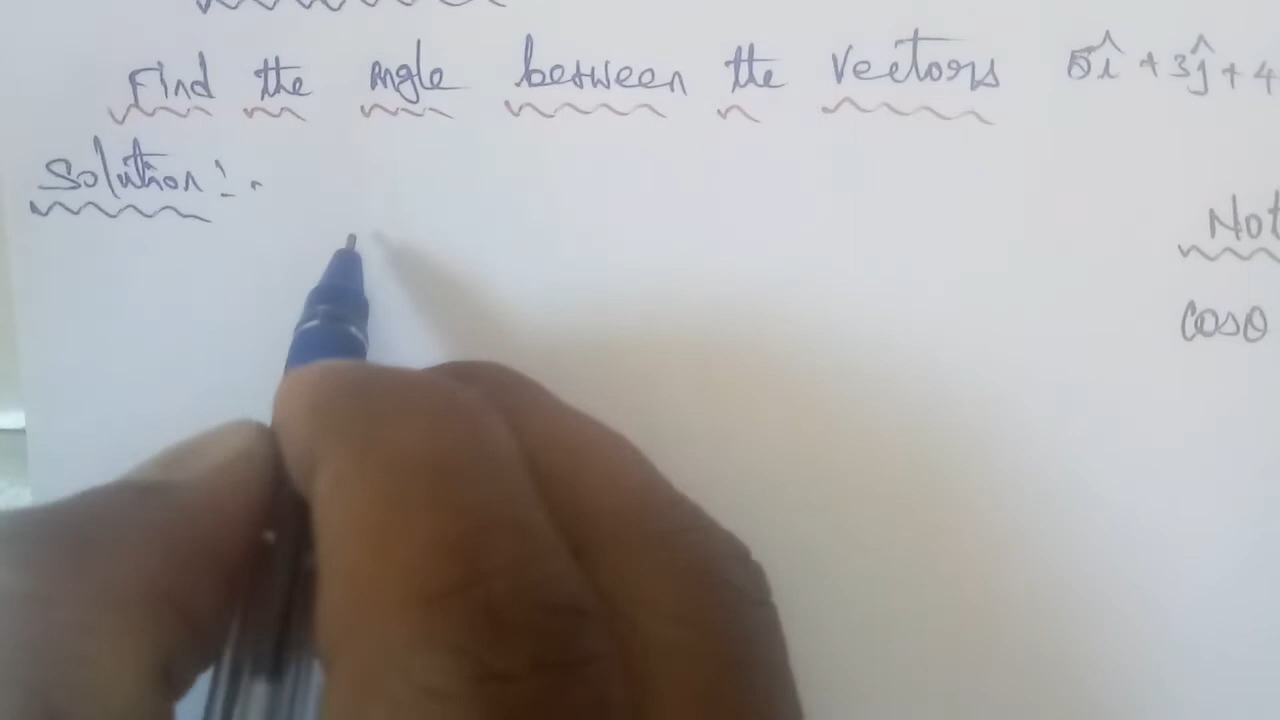 Find the Angle between the vectors 5î + 3ĵ + 4
Solution:-
Not
cosθ